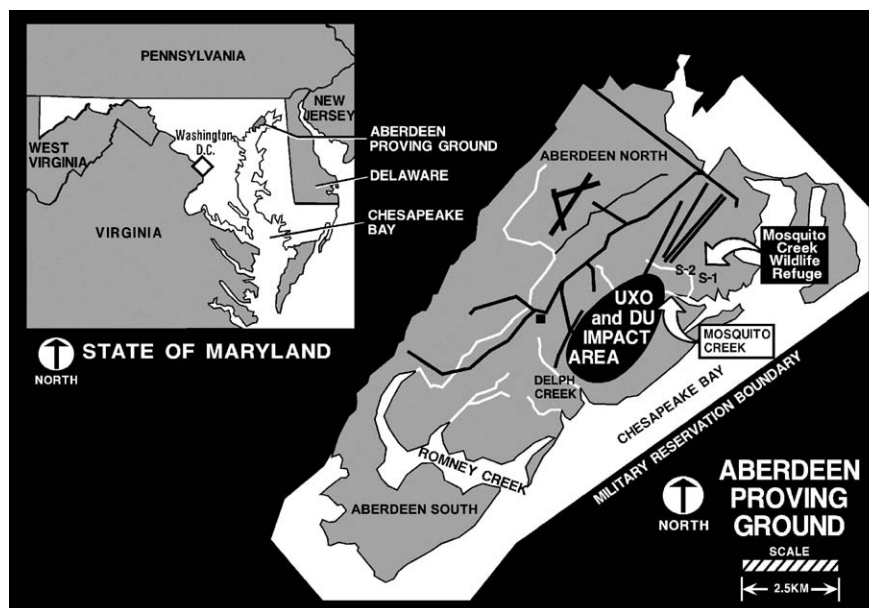 PENNSYLVANIA
NEW
JERSEY
WEST
VIRGINIA
Washington,
D.C.
ABERDEEN
PROVING GROUND
DELAWARE
CHESAPEAKE
BAY
VIRGINIA
NORTH
STATE OF MARYLAND
ABERDEEN NORTH
S-2
S-1
Mosquito
Creek
Wildlife
Refuge
UXO
and DU
IMPACT
AREA
MOSQUITO
CREEK
DELPH
CREEK
CHESAPEAKE BAY
MILITARY RESERVATION BOUNDARY
ROMNEY CREEK
ABERDEEN SOUTH
NORTH
ABERDEEN
PROVING
GROUND
SCALE
2.5KM